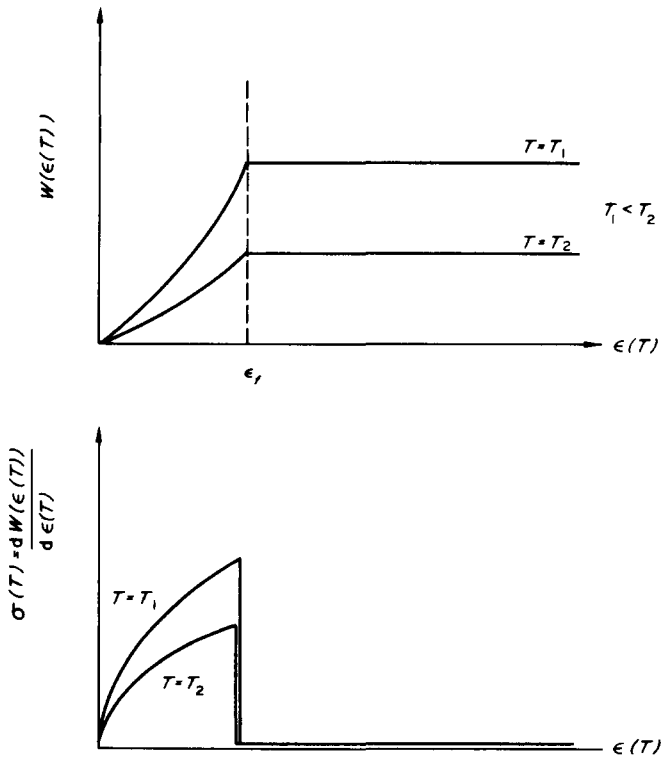 W(ϵ(T))
T=T₁
T₁<T₂
T=T₂
ϵ(T)
ϵ_f
σ(T)=dW(ϵ(T))/dϵ(T)
T=T₁
T=T₂
ϵ(T)